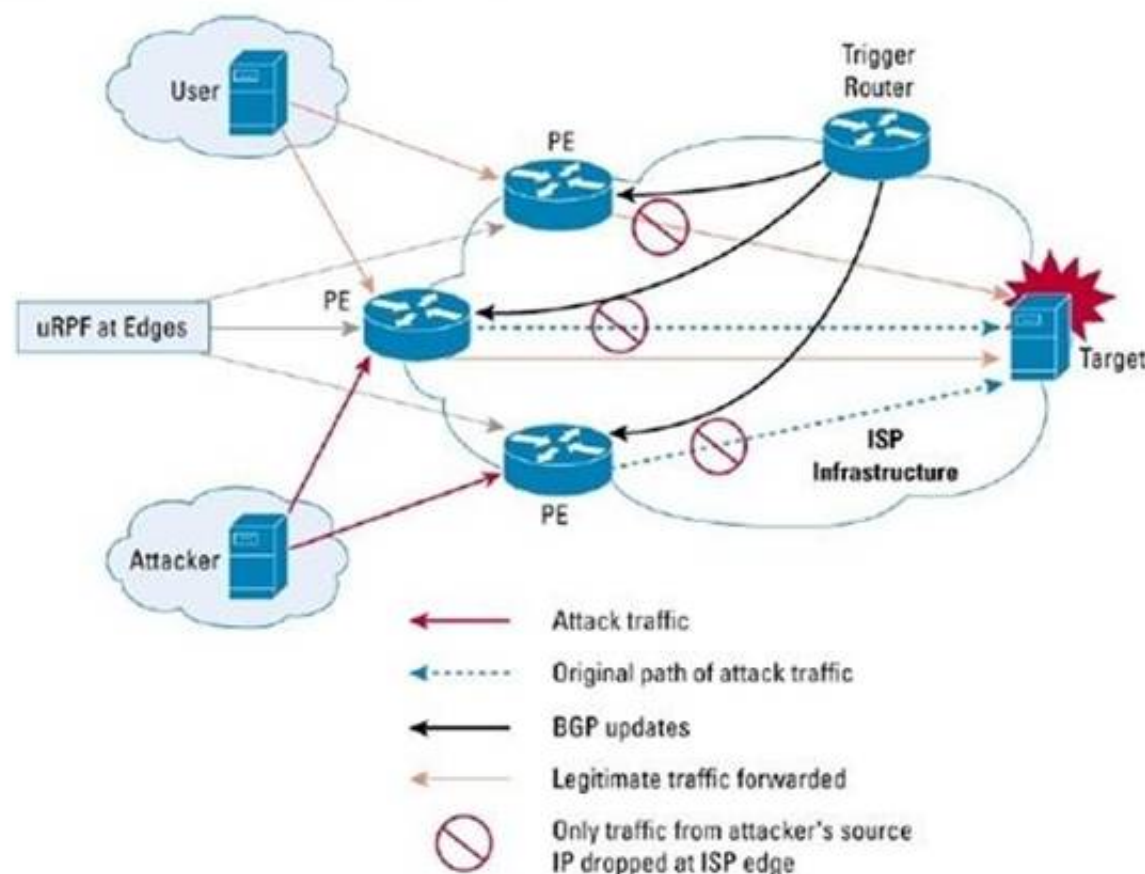 User
Trigger
Router
PE
PE
uRPF at Edges
Target
ISP
Infrastructure
PE
Attacker
Attack traffic
Original path of attack traffic
BGP updates
Legitimate traffic forwarded
Only traffic from attacker's source
IP dropped at ISP edge